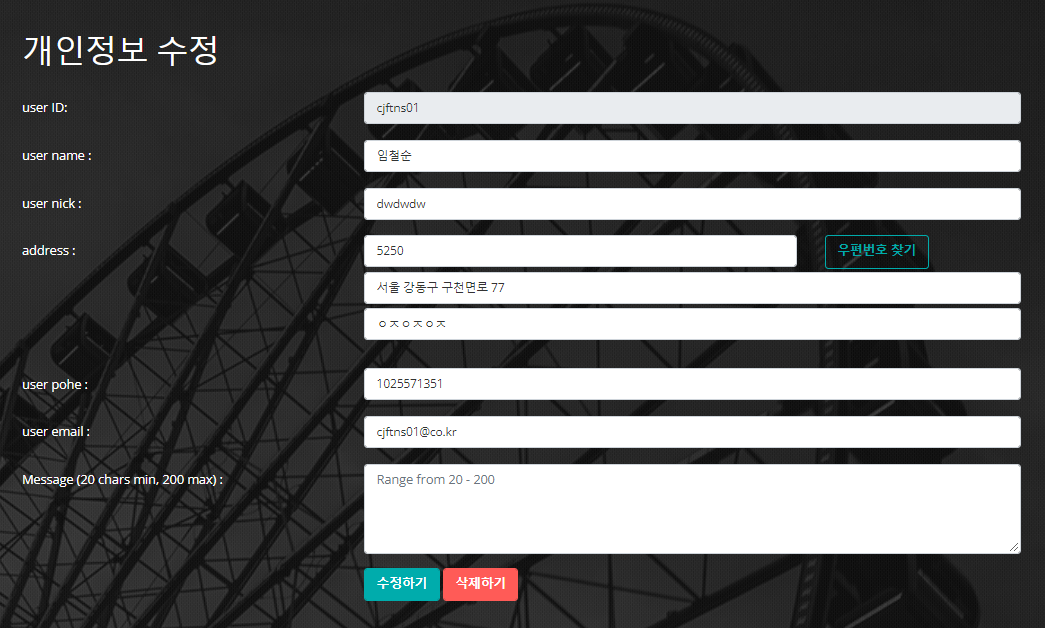 개인정보 수정
user ID:
cjftns01
user name :
임철순
user nick :
dwdwdw
address :
5250
우편번호 찾기
서울 강동구 구천면로 77
ㅇㅈㅇㅈㅇㅈ
user pohe :
1025571351
user email :
cjftns01@co.kr
Message (20 chars min, 200 max) :
Range from 20 - 200
수정하기 삭제하기